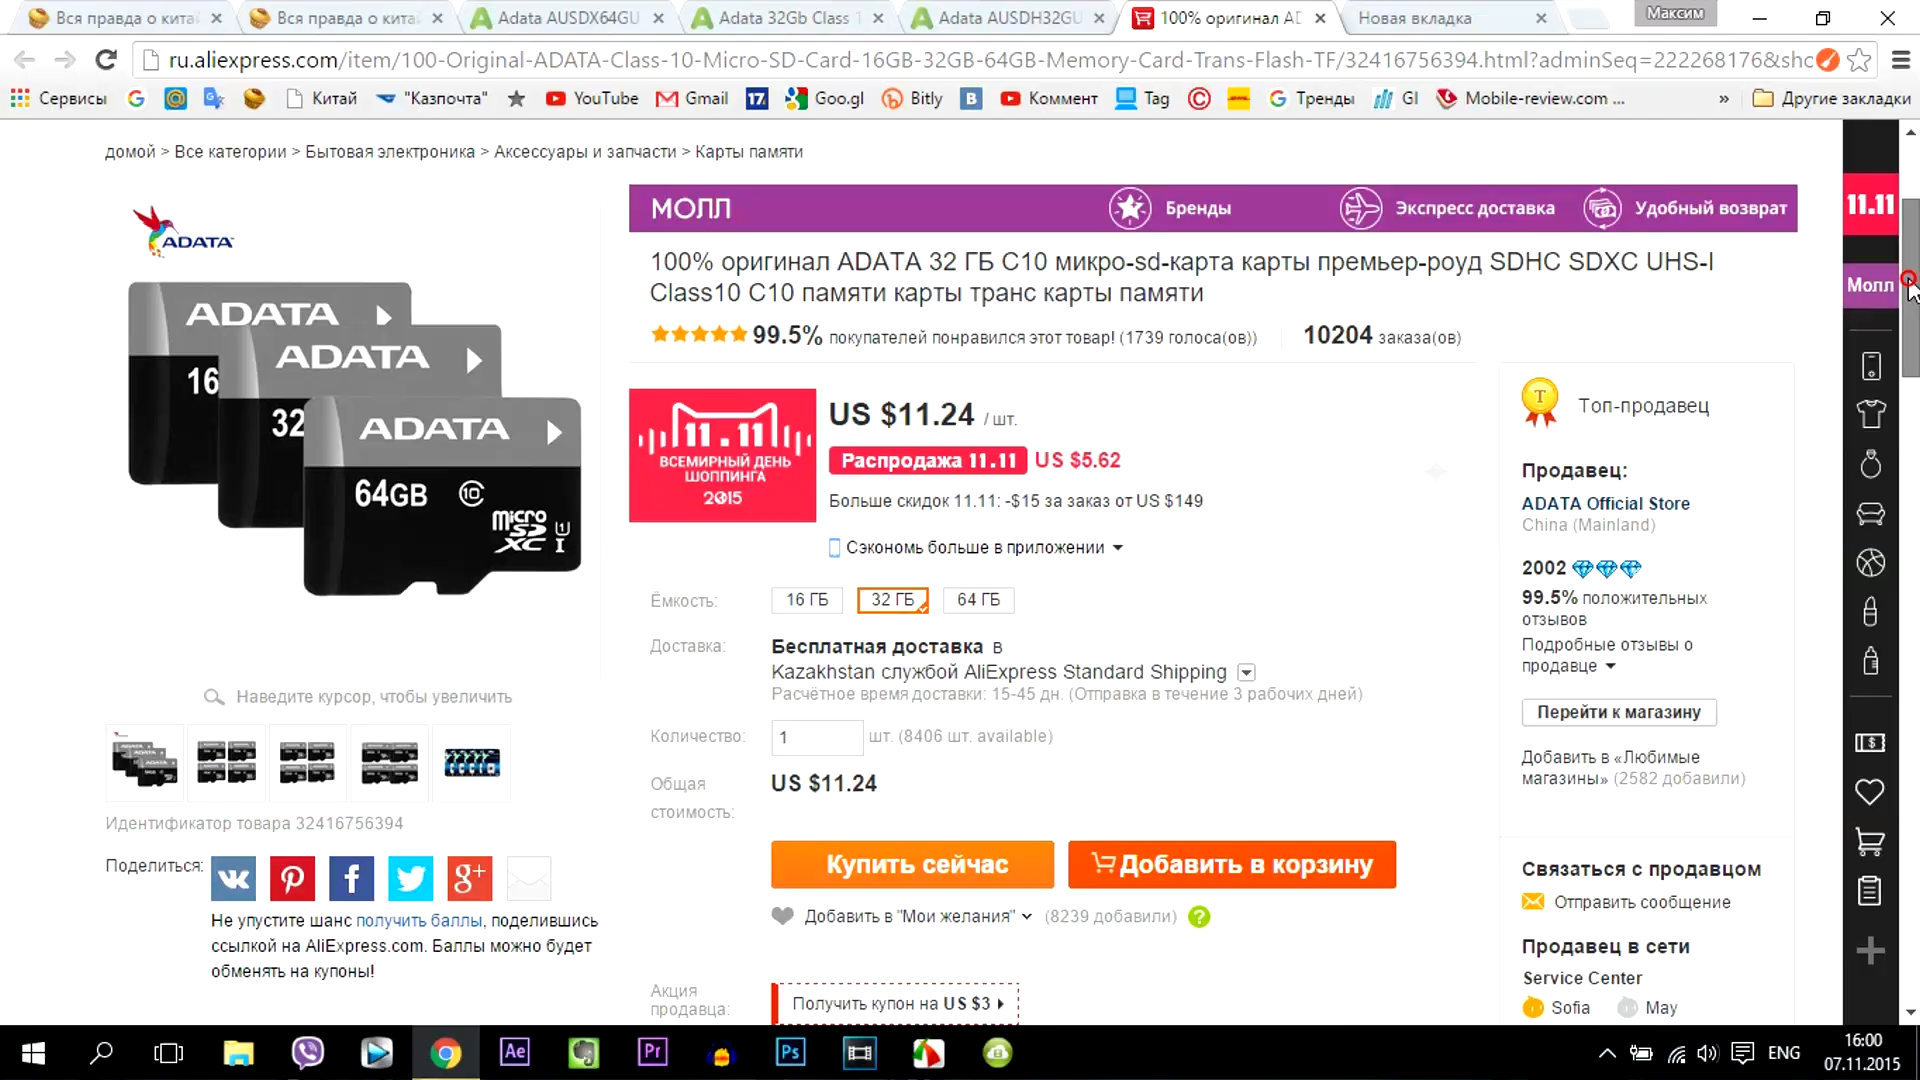 Вся правда о кита
Вся правда о кита
Adata AUSDX64GU
Adata 32Gb Class 1
Adata AUSDH32GU
100% оригинал AD
Новая вкладка
Максим
ru.aliexpress.com/item/100-Original-ADATA-Class-10-Micro-SD-Card-16GB-32GB-64GB-Memory-Card-Trans-Flash-TF/32416756394.html?adminSeq=222268176&shc
Сервисы
Китай
"Казпочта"
YouTube
Gmail
17
Goo.gl
Bitly
B
Коммент
Tag
Тренды
GI
Mobile-review.com ...
»
Другие закладки
домой > Все категории > Бытовая электроника > Аксессуары и запчасти > Карты памяти
ADATA
ADATA
16
ADATA
32
ADATA
64GB
10
micro
SD
XC I
МОЛЛ
Бренды
Экспресс доставка
Удобный возврат
11.11
Молл
100% оригинал ADATA 32 ГБ C10 микро-sd-карта карты премьер-роуд SDHC SDXC UHS-I
Class10 C10 памяти карты транс карты памяти
99.5% покупателей понравился этот товар! (1739 голоса(ов))
10204 заказа(ов)
11.11
ВСЕМИРНЫЙ ДЕНЬ
ШОППИНГА
2015
US $11.24 / шт.
Распродажа 11.11 US $5.62
Больше скидок 11.11: -$15 за заказ от US $149
Сэкономь больше в приложении
Ёмкость:
16 ГБ
32 ГБ
64 ГБ
Доставка:
Бесплатная доставка в
Kazakhstan службой AliExpress Standard Shipping
Расчётное время доставки: 15-45 дн. (Отправка в течение 3 рабочих дней)
Количество:
1
шт. (8406 шт. available)
Общая
стоимость:
US $11.24
Купить сейчас
Добавить в корзину
Добавить в "Мои желания"
(8239 добавили)
?
Акция
продавца:
Получить купон на US $3
T
Топ-продавец
Продавец:
ADATA Official Store
China (Mainland)
2002
99.5% положительных
отзывов
Подробные отзывы о
продавце
Перейти к магазину
Добавить в «Любимые
магазины» (2582 добавили)
Связаться с продавцом
Отправить сообщение
Продавец в сети
Service Center
Sofia
May
Наведите курсор, чтобы увеличить
Идентификатор товара 32416756394
Поделиться:
Не упустите шанс получить баллы, поделившись
ссылкой на AliExpress.com. Баллы можно будет
обменять на купоны!
Ae
Pr
Ps
ENG
16:00
07.11.2015